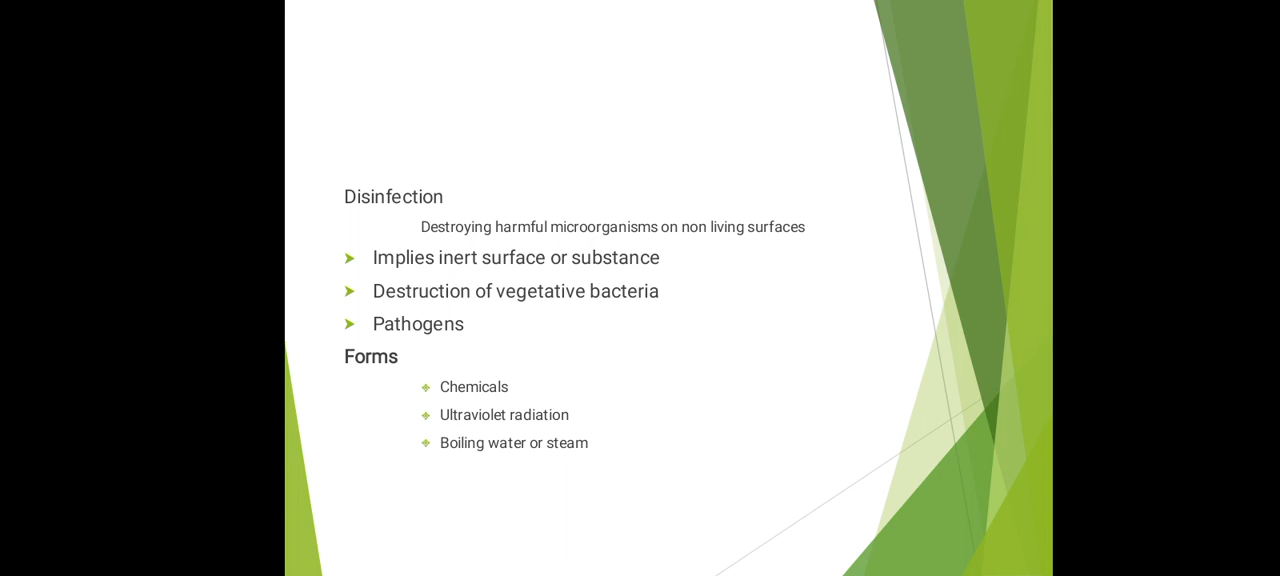 Disinfection
Destroying harmful microorganisms on non living surfaces
Implies inert surface or substance
Destruction of vegetative bacteria
Pathogens
Forms
Chemicals
Ultraviolet radiation
Boiling water or steam